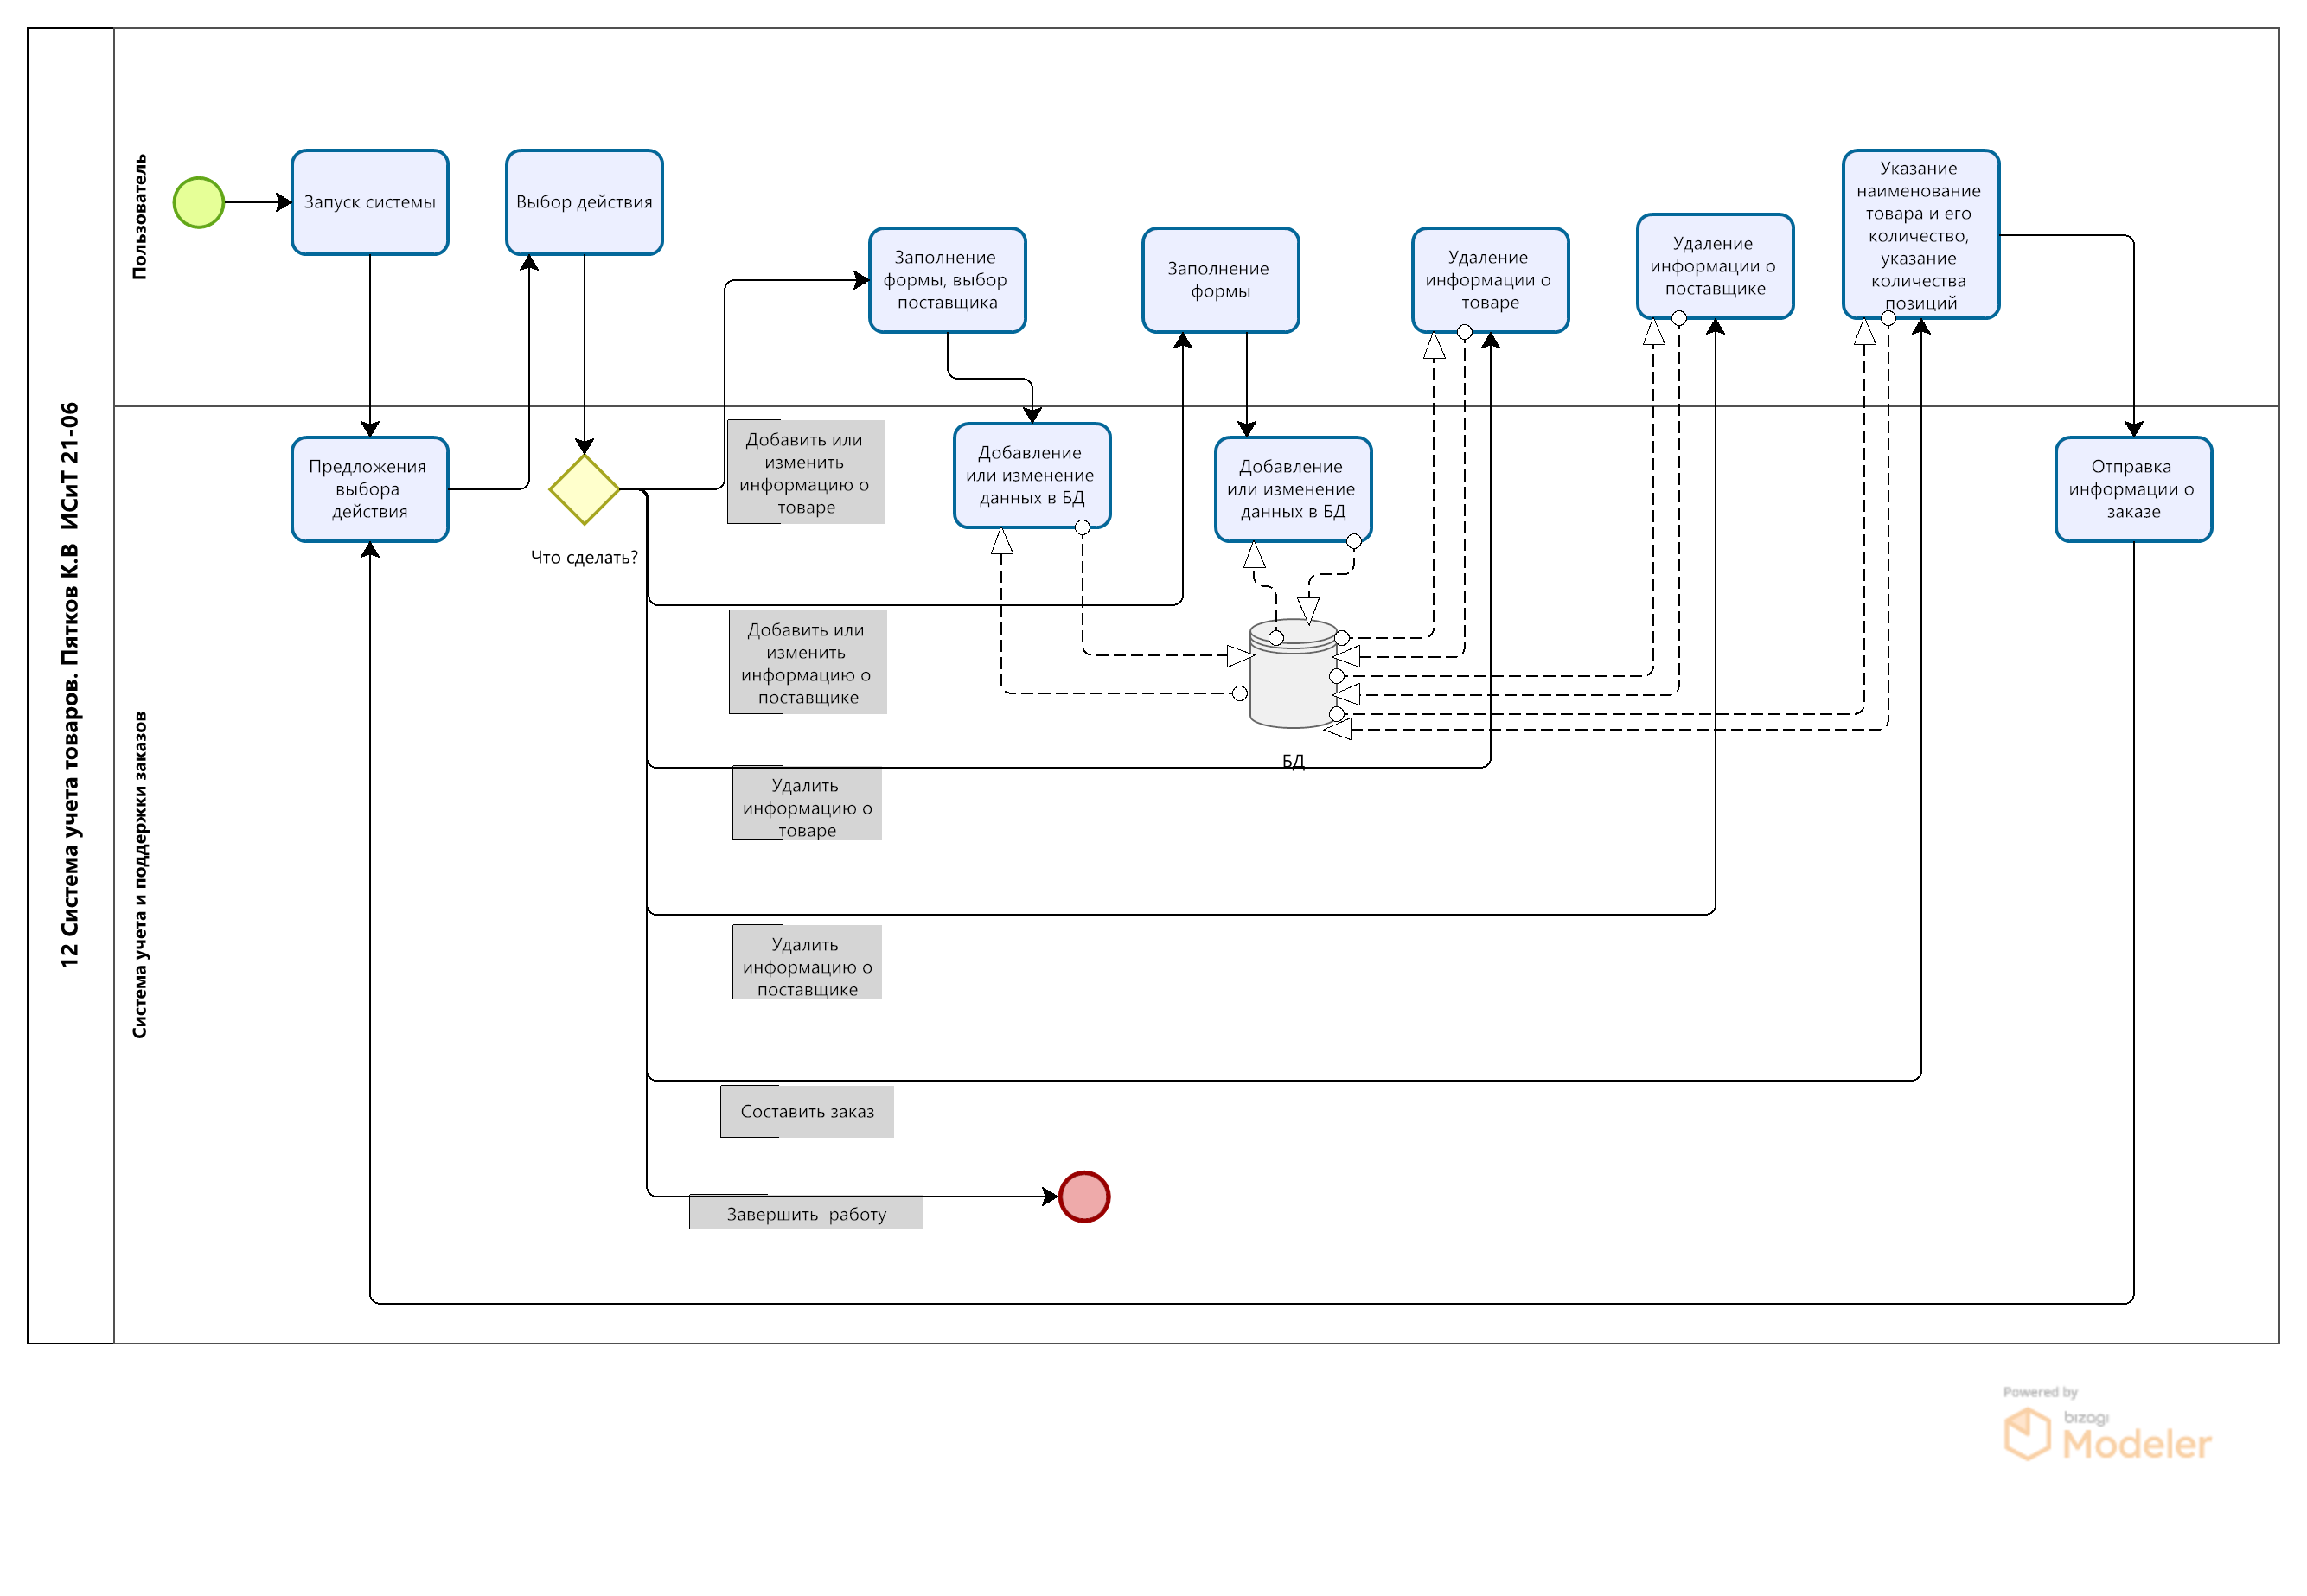 12 Система учета товаров. Пятков К.В  ИСиТ 21-06
Пользователь
Запуск системы
Выбор действия
Заполнение
формы, выбор
поставщика
Заполнение
формы
Удаление
информации о
товаре
Удаление
информации о
поставщике
Указание
наименование
товара и его
количество,
указание
количества
позиций
Система учета и поддержки заказов
Предложения
выбора
действия
Что сделать?
Добавить или
изменить
информацию о
товаре
Добавление
или изменение
данных в БД
Добавление
или изменение
данных в БД
Отправка
информации о
заказе
Добавить или
изменить
информацию о
поставщике
БД
Удалить
информацию о
товаре
Удалить
информацию о
поставщике
Составить заказ
Завершить  работу
Powered by
bizagi
Modeler